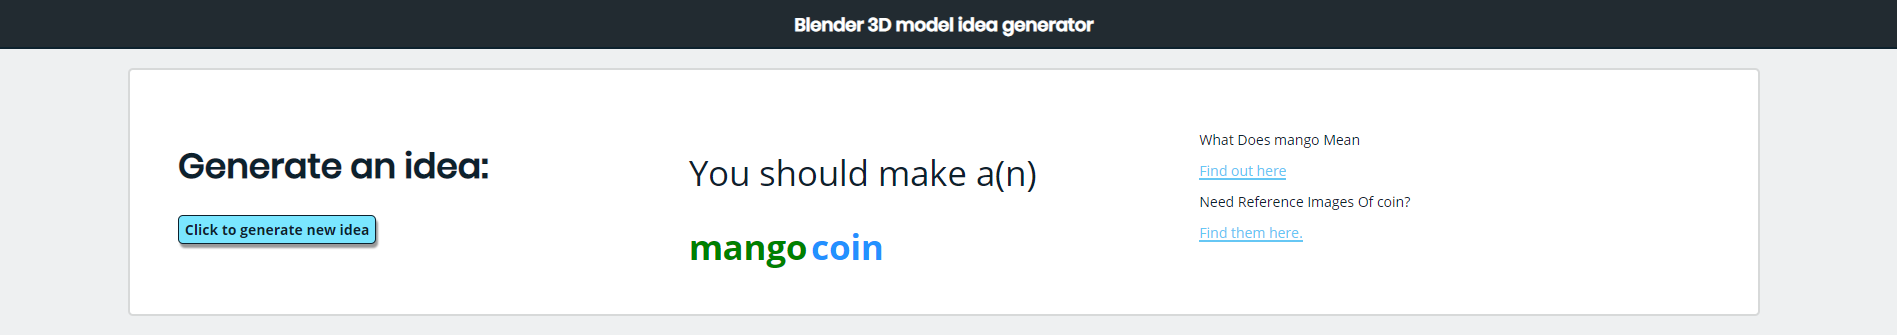 Blender 3D model idea generator
Generate an idea:
Click to generate new idea
You should make a(n)
mango coin
What Does mango Mean
Find out here
Need Reference Images Of coin?
Find them here.